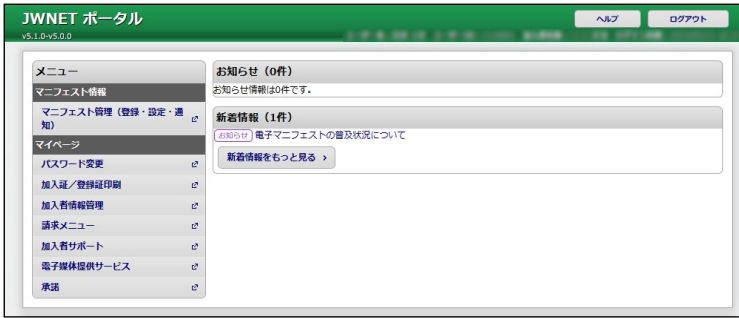 JWNET ポータル
ヘルプ
ログアウト
v5.1.0-v5.0.0
メニュー
マニフェスト情報
マニフェスト管理（登録・設定・通
知）
マイページ
パスワード変更
加入証／登録証印刷
加入者情報管理
請求メニュー
加入者サポート
電子媒体提供サービス
承諾
お知らせ（0件）
お知らせ情報は0件です。
新着情報（1件）
お知らせ 電子マニフェストの普及状況について
新着情報をもっと見る ›